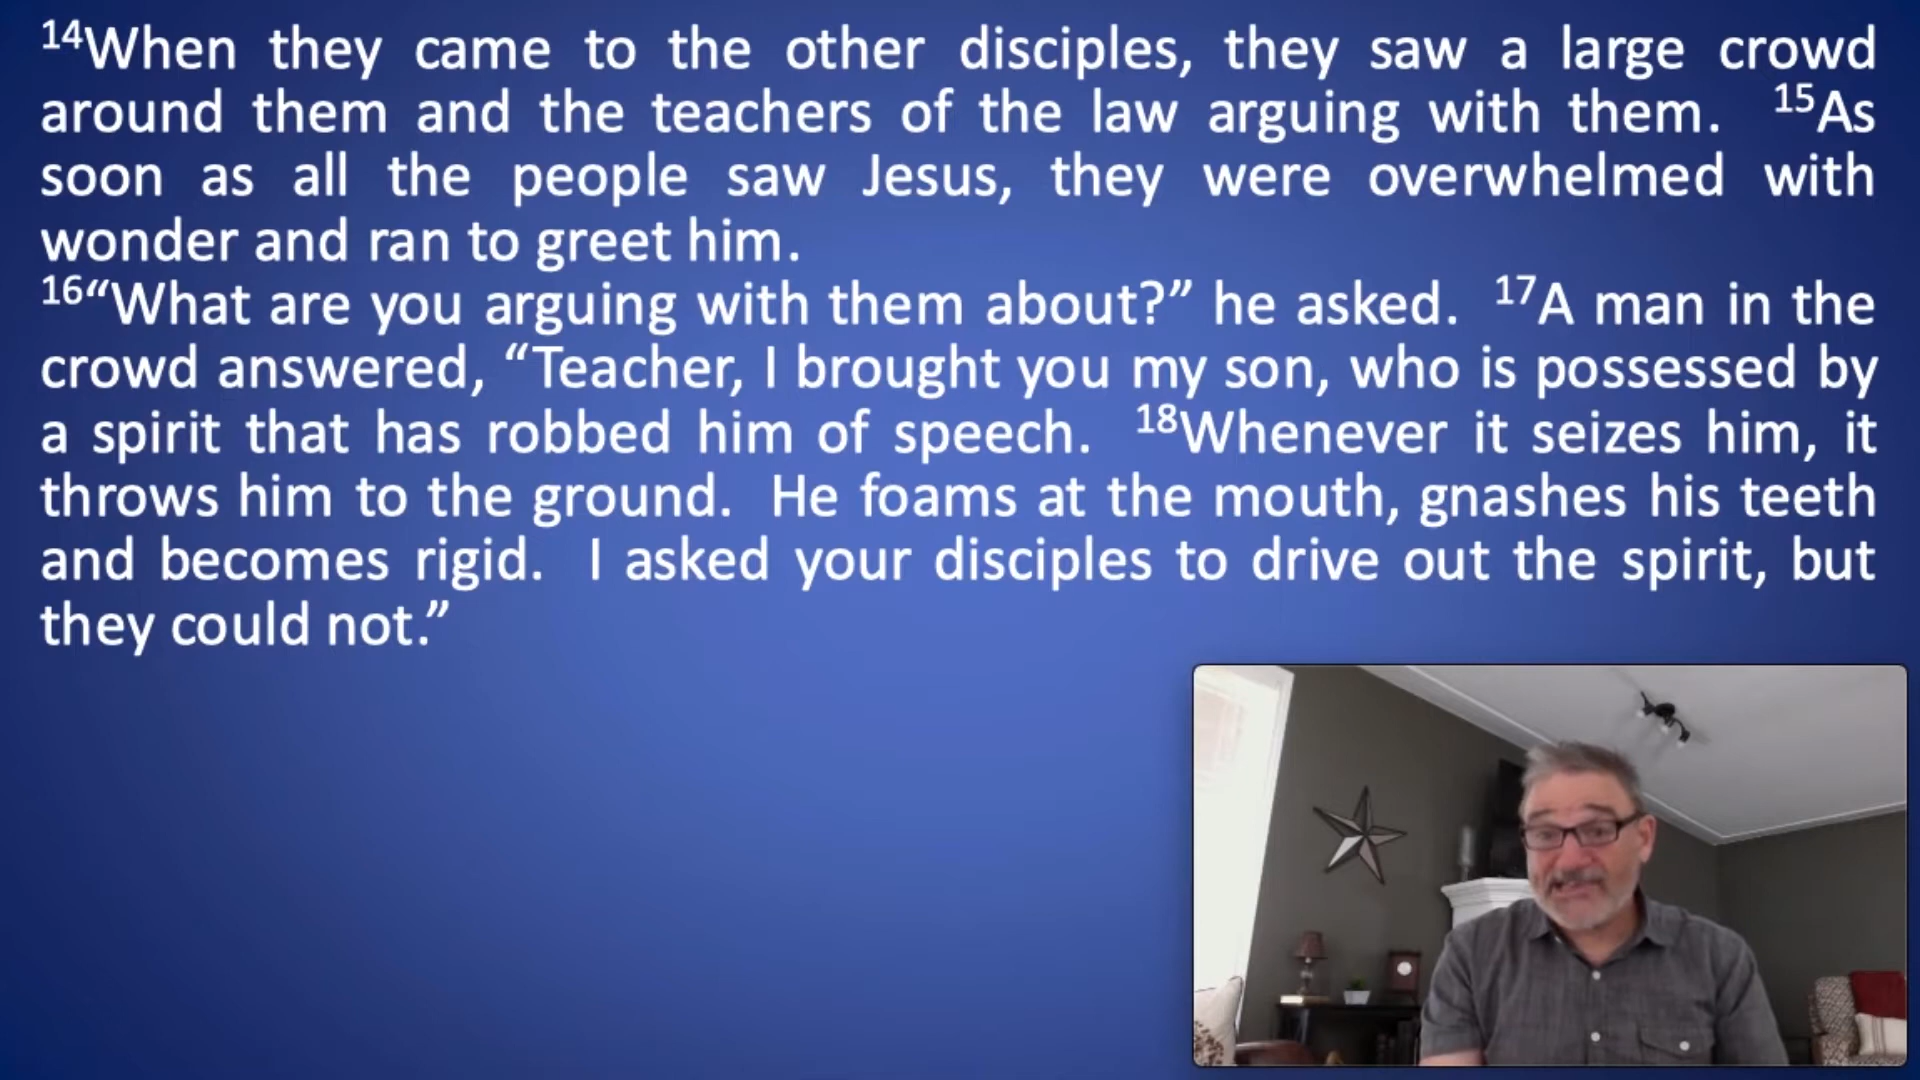 14When they came to the other disciples, they saw a large crowd
around them and the teachers of the law arguing with them. 15As
soon as all the people saw Jesus, they were overwhelmed with
wonder and ran to greet him.
16“What are you arguing with them about?” he asked. 17A man in the
crowd answered, “Teacher, I brought you my son, who is possessed by
a spirit that has robbed him of speech. 18Whenever it seizes him, it
throws him to the ground. He foams at the mouth, gnashes his teeth
and becomes rigid. I asked your disciples to drive out the spirit, but
they could not.”